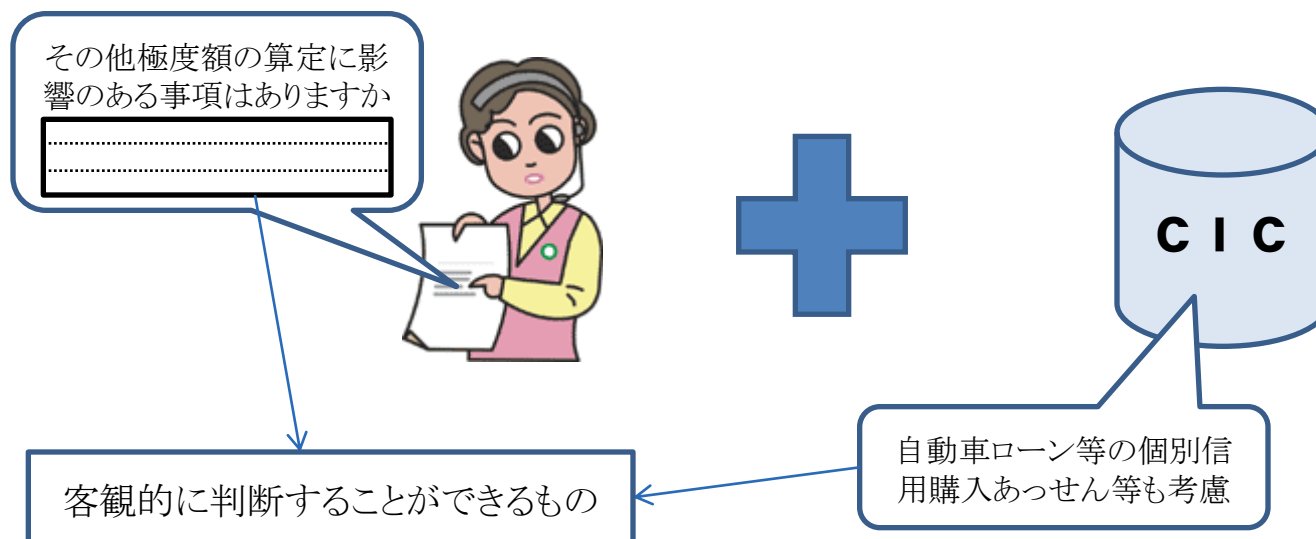 その他極度額の算定に影
響のある事項はありますか
CIC
自動車ローン等の個別信
用購入あっせん等も考慮
客観的に判断することができるもの